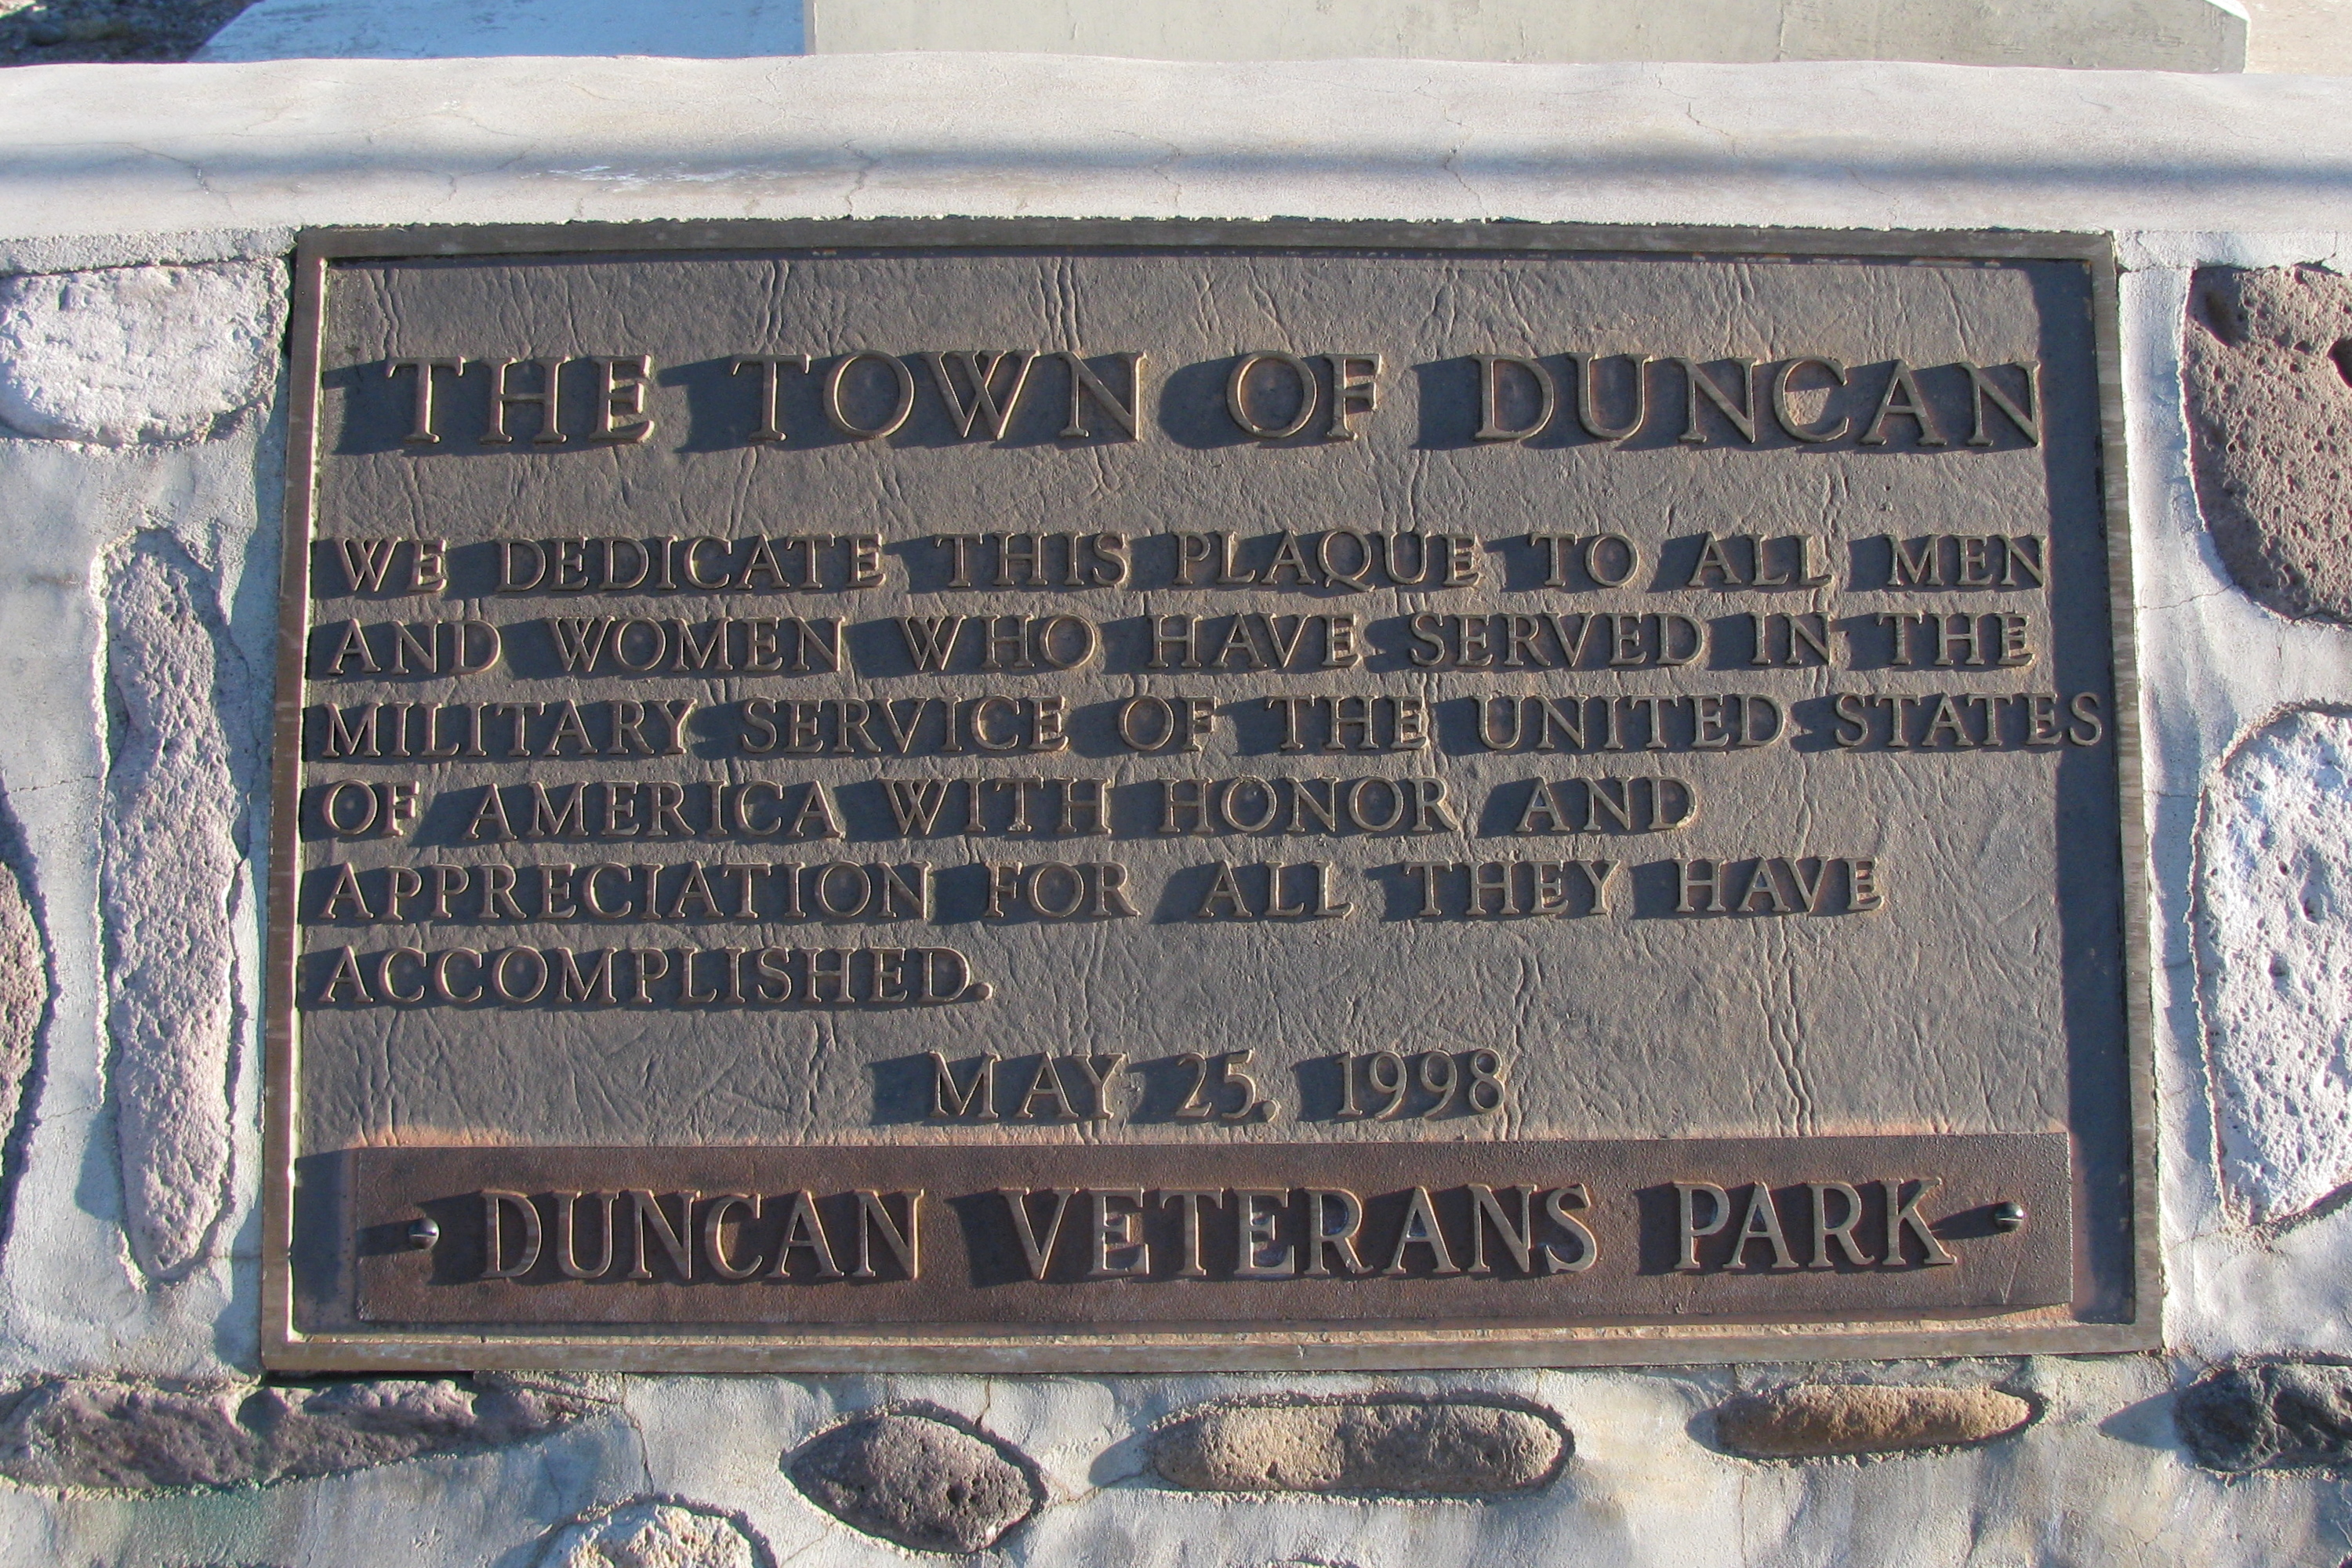 THE TOWN OF DUNCAN
WE DEDICATE THIS PLAQUE TO ALL MEN
AND WOMEN WHO HAVE SERVED IN THE
MILITARY SERVICE OF THE UNITED STATES
OF AMERICA WITH HONOR AND
APPRECIATION FOR ALL THEY HAVE
ACCOMPLISHED.
MAY 25, 1998
DUNCAN VETERANS PARK